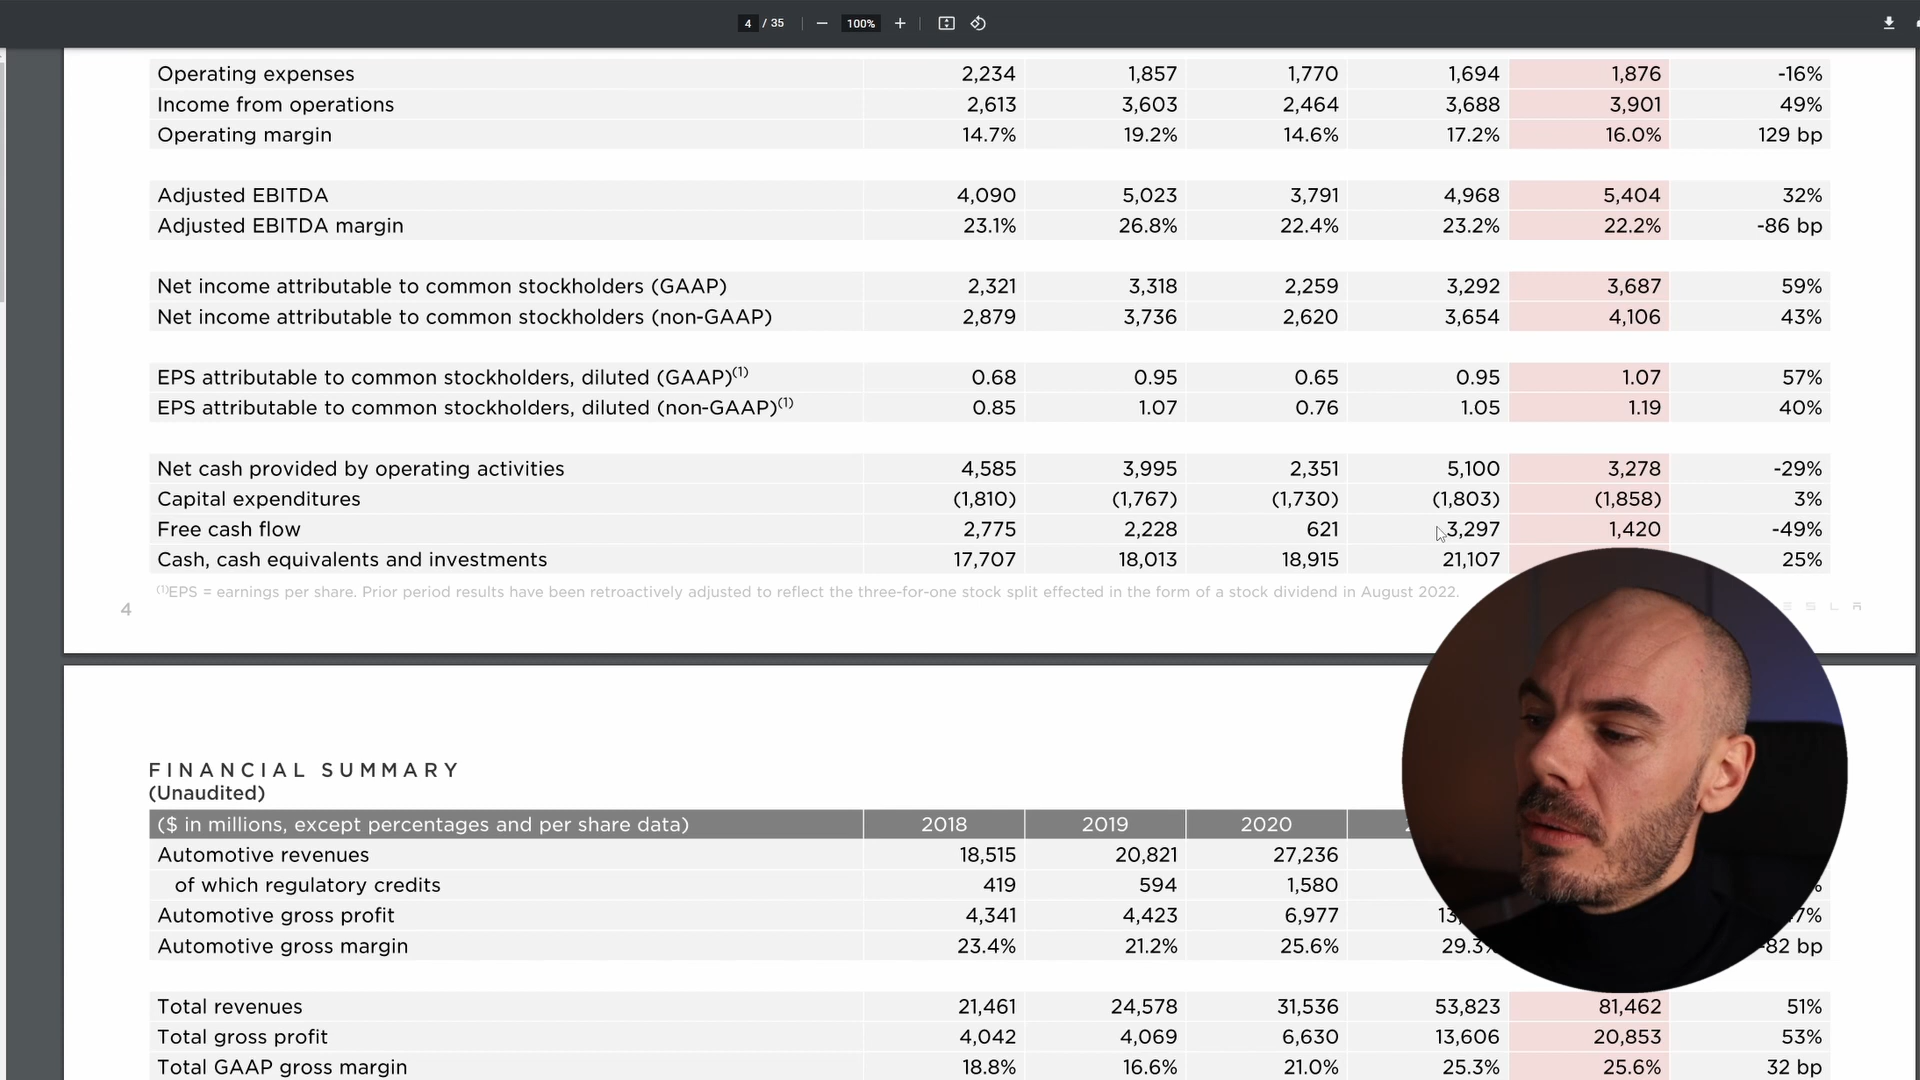 4 / 35 100%
Operating expenses 2,234 1,857 1,770 1,694 1,876 -16%
Income from operations 2,613 3,603 2,464 3,688 3,901 49%
Operating margin 14.7% 19.2% 14.6% 17.2% 16.0% 129 bp
Adjusted EBITDA 4,090 5,023 3,791 4,968 5,404 32%
Adjusted EBITDA margin 23.1% 26.8% 22.4% 23.2% 22.2% -86 bp
Net income attributable to common stockholders (GAAP) 2,321 3,318 2,259 3,292 3,687 59%
Net income attributable to common stockholders (non-GAAP) 2,879 3,736 2,620 3,654 4,106 43%
EPS attributable to common stockholders, diluted (GAAP)(1) 0.68 0.95 0.65 0.95 1.07 57%
EPS attributable to common stockholders, diluted (non-GAAP)(1) 0.85 1.07 0.76 1.05 1.19 40%
Net cash provided by operating activities 4,585 3,995 2,351 5,100 3,278 -29%
Capital expenditures (1,810) (1,767) (1,730) (1,803) (1,858) 3%
Free cash flow 2,775 2,228 621 3,297 1,420 -49%
Cash, cash equivalents and investments 17,707 18,013 18,915 21,107 25%
(1)EPS = earnings per share. Prior period results have been retroactively adjusted to reflect the three-for-one stock split effected in the form of a stock dividend in August 2022.
4
FINANCIAL SUMMARY
(Unaudited)
($ in millions, except percentages and per share data) 2018 2019 2020
Automotive revenues 18,515 20,821 27,236
of which regulatory credits 419 594 1,580
Automotive gross profit 4,341 4,423 6,977
Automotive gross margin 23.4% 21.2% 25.6% 29.3% -82 bp
Total revenues 21,461 24,578 31,536 53,823 81,462 51%
Total gross profit 4,042 4,069 6,630 13,606 20,853 53%
Total GAAP gross margin 18.8% 16.6% 21.0% 25.3% 25.6% 32 bp